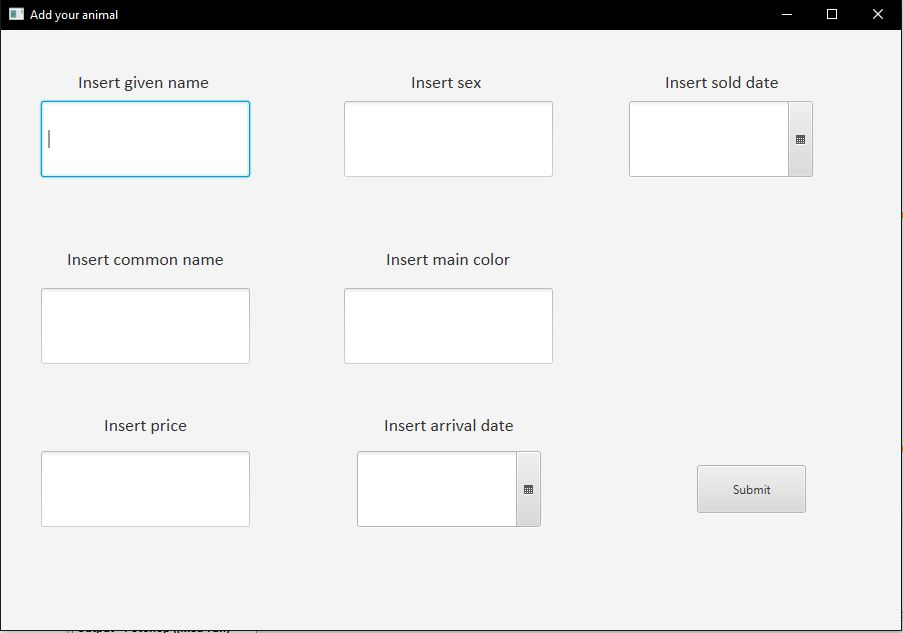 Add your animal
Insert given name
Insert sex
Insert sold date
Insert common name
Insert main color
Insert price
Insert arrival date
Submit